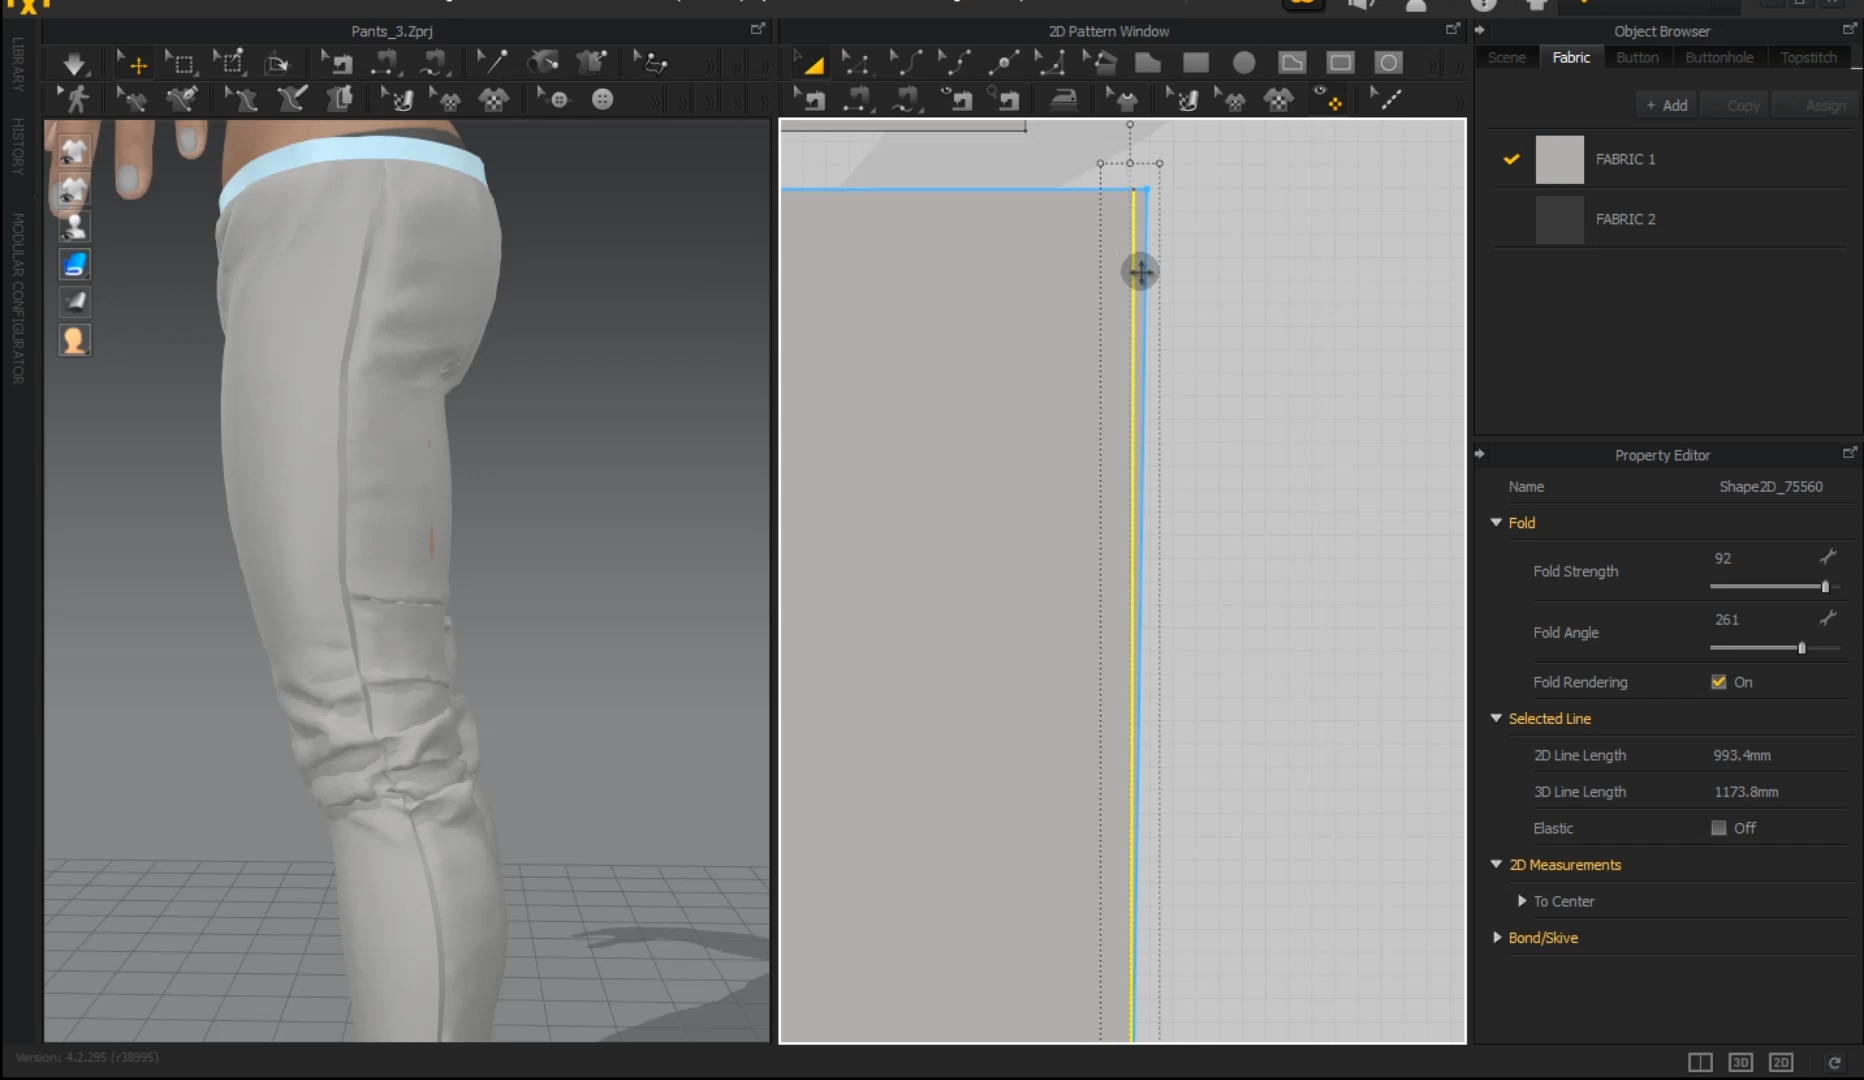 Pants_3.Zprj
2D Pattern Window
Object Browser
LIBRARY
HISTORY
MODULAR CONFIGURATOR
Scene Fabric Button Buttonhole Topstitch
+ Add Copy Assign
FABRIC 1
FABRIC 2
Property Editor
Name Shape2D_75560
Fold
Fold Strength 92
Fold Angle 261
Fold Rendering On
Selected Line
2D Line Length 993.4mm
3D Line Length 1173.8mm
Elastic Off
2D Measurements
To Center
Bond/Skive
Version: 4.2.295 (r38995)
3D 2D